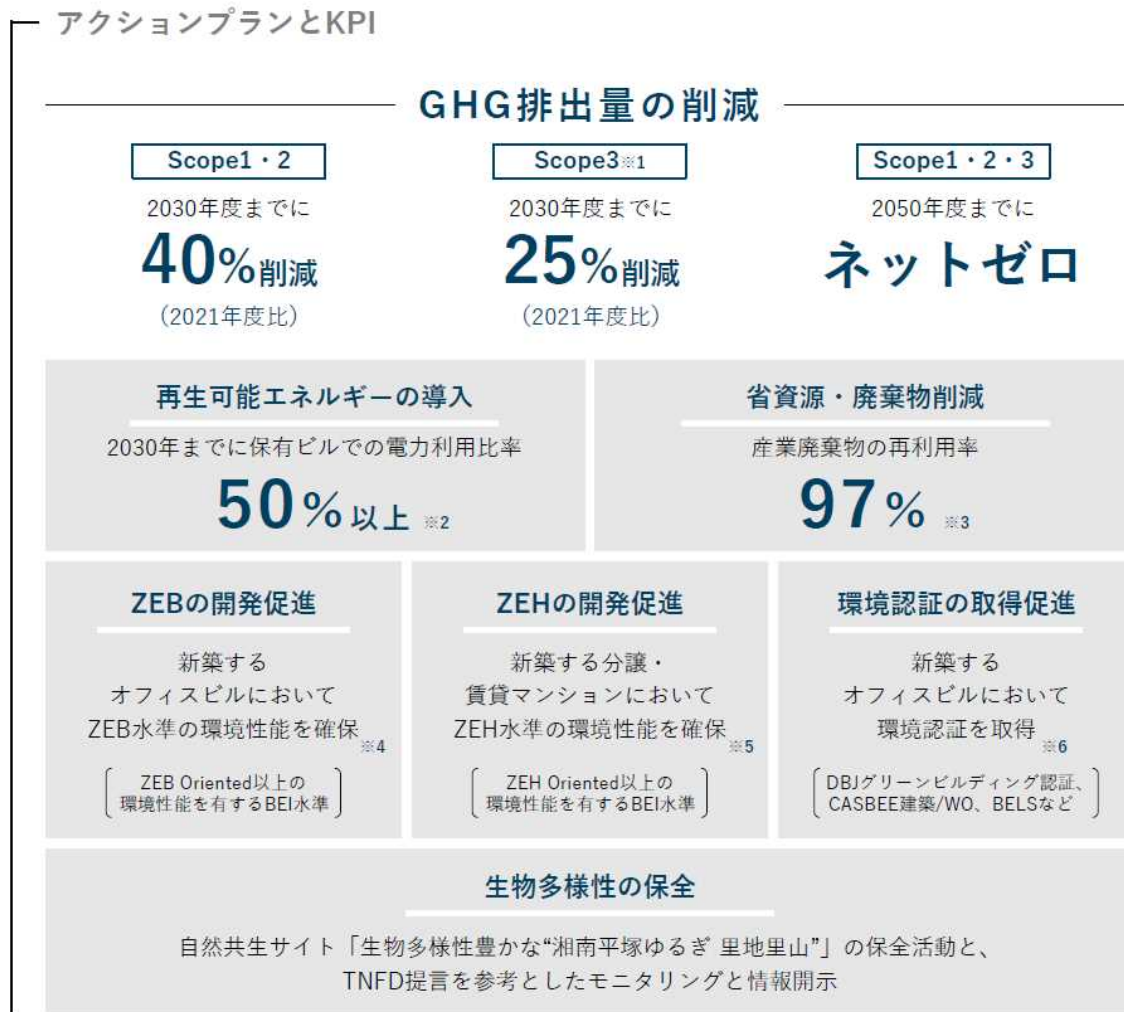 アクションプランとKPI
GHG排出量の削減
Scope1・2
2030年度までに
40%削減
(2021年度比)
Scope3※1
2030年度までに
25%削減
(2021年度比)
Scope1・2・3
2050年度までに
ネットゼロ
再生可能エネルギーの導入
2030年までに保有ビルでの電力利用比率
50%以上 ※2
省資源・廃棄物削減
産業廃棄物の再利用率
97% ※3
ZEBの開発促進
新築する
オフィスビルにおいて
ZEB水準の環境性能を確保※4
ZEB Oriented以上の
環境性能を有するBEI水準
ZEHの開発促進
新築する分譲・
賃貸マンションにおいて
ZEH水準の環境性能を確保※5
ZEH Oriented以上の
環境性能を有するBEI水準
環境認証の取得促進
新築する
オフィスビルにおいて
環境認証を取得 ※6
DBJグリーンビルディング認証、
CASBEE建築/WO、BELSなど
生物多様性の保全
自然共生サイト「生物多様性豊かな“湘南平塚ゆるぎ 里地里山”」の保全活動と、
TNFD提言を参考としたモニタリングと情報開示